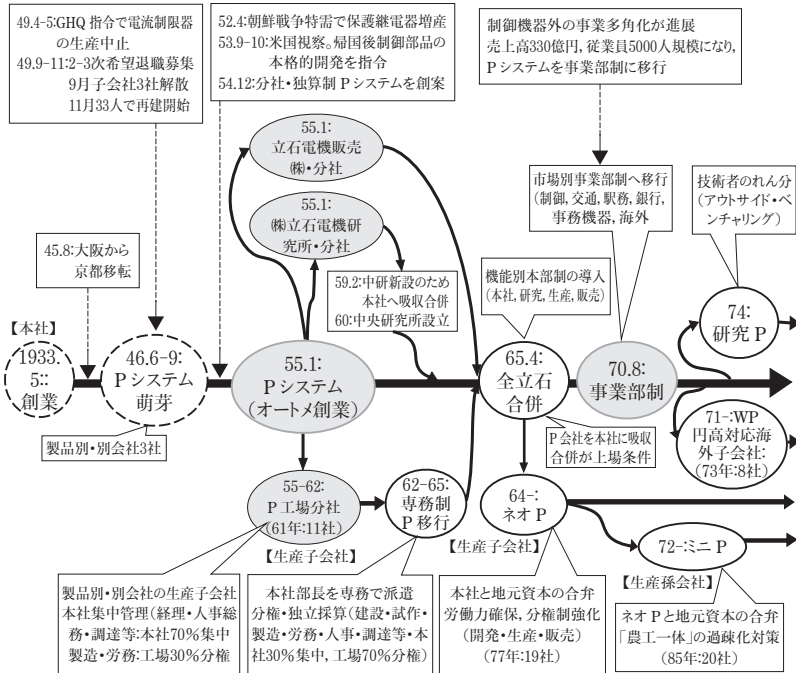 49.4-5:GHQ 指令で電流制限器
の生産中止
49.9-11:2-3次希望退職募集
9月子会社3社解散
11月33人で再建開始
52.4:朝鮮戦争特需で保護継電器増産
53.9-10:米国視察。帰国後制御部品の
本格的開発を指令
54.12:分社・独算制 P システムを創案
制御機器外の事業多角化が進展
売上高330億円, 従業員5000人規模になり,
P システムを事業部制に移行
55.1:
立石電機販売
㈱・分社
55.1:
㈱立石電機研
究所・分社
市場別事業部制へ移行
(制御, 交通, 駅務, 銀行,
事務機器, 海外
技術者のれん分
(アウトサイド・ベ
ンチャリング)
45.8:大阪から
京都移転
59.2:中研新設のため
本社へ吸収合併
60:中央研究所設立
機能別本部制の導入
(本社, 研究, 生産, 販売)
74:
研究 P
【本社】
1933.
5::
創業
46.6-9:
P システム
萌芽
55.1:
P システム
(オートメ創業)
65.4:
全立石
合併
70.8:
事業部制
71-:WP
円高対応海
外子会社:
(73年:8社)
製品別・別会社3社
P 会社を本社に吸収
合併が上場条件
55-62:
P 工場分社
(61年:11社)
62-65:
専務制
P 移行
64-:
ネオ P
72-:ミニ P
【生産子会社】
【生産子会社】
【生産孫会社】
製品別・別会社の生産子会社
本社集中管理(経理・人事総
務・調達等:本社70%集中
製造・労務:工場30%分権
本社部長を専務で派遣
分権・独立採算(建設・試作・
製造・労務・人事・調達等・本
社30%集中, 工場70%分権)
本社と地元資本の合弁
労働力確保, 分権制強化
(開発・生産・販売)
(77年:19社)
ネオ P と地元資本の合弁
「農工一体」の過疎化対策
(85年:20社)